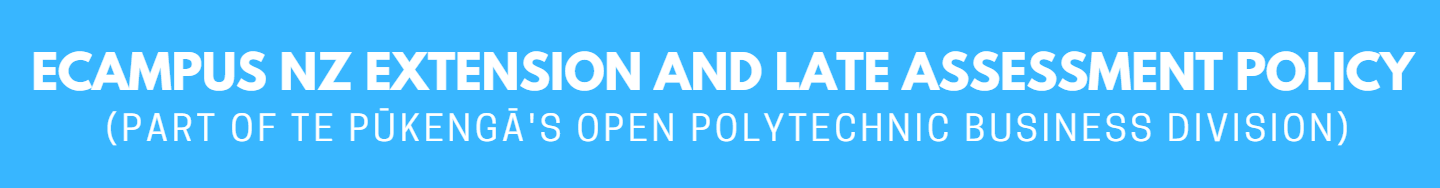 ECAMPUS NZ EXTENSION AND LATE ASSESSMENT POLICY
(PART OF TE PŪKENGĀ'S OPEN POLYTECHNIC BUSINESS DIVISION)